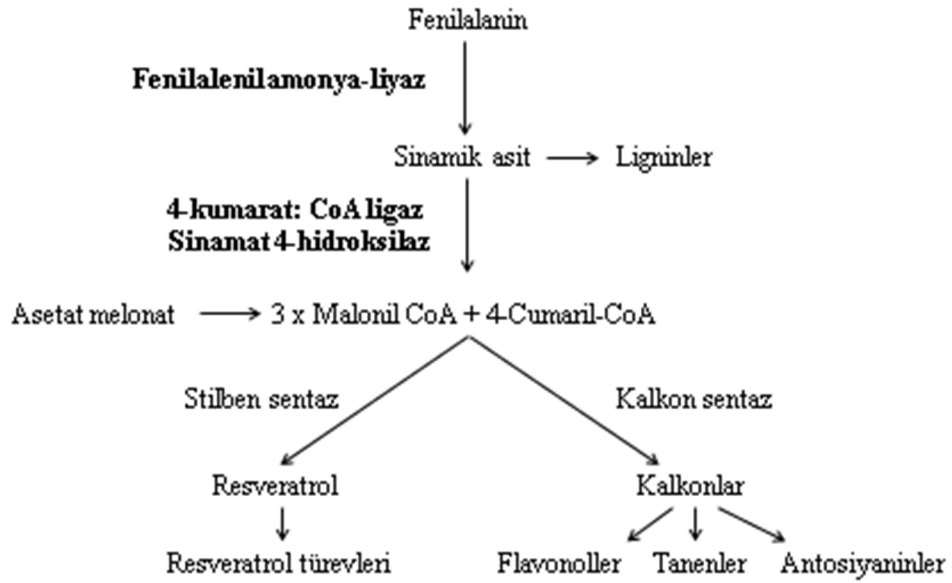 Fenilalanin
Fenilalenilamonya-liyaz
Sinamik asit
Ligninler
4-kumarat: CoA ligaz
Sinamat 4-hidroksilaz
Asetat melonat
3 x Malonil CoA + 4-Cumaril-CoA
Stilben sentaz
Kalkon sentaz
Resveratrol
Kalkonlar
Resveratrol türevleri
Flavonoller
Tanenler
Antosiyaninler